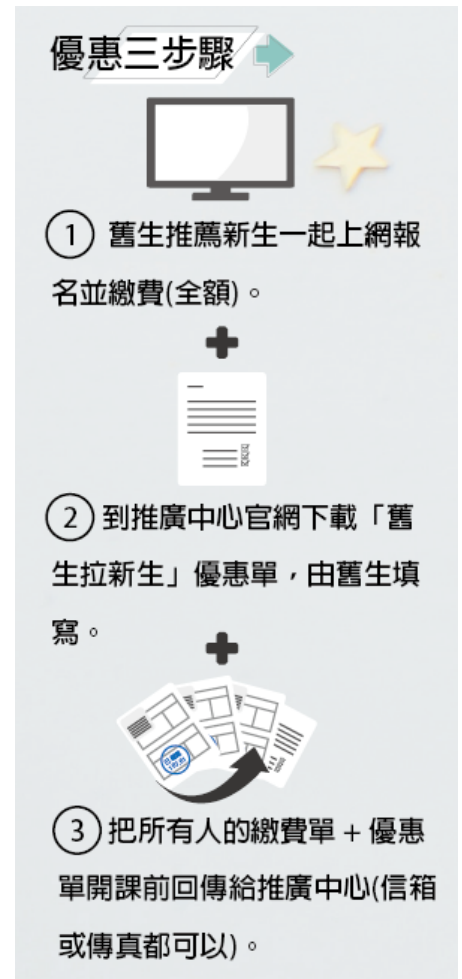 優惠三步驟
1 舊生推薦新生一起上網報
名並繳費(全額)。
2 到推廣中心官網下載「舊
生拉新生」優惠單，由舊生填
寫。
3 把所有人的繳費單 + 優惠
單開課前回傳給推廣中心(信箱
或傳真都可以)。